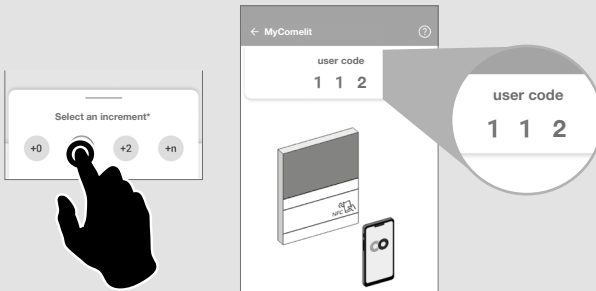 Select an increment*
+0
+2
+n
← MyComelit
?
user code
1 1 2
NFC
user code
1 1 2